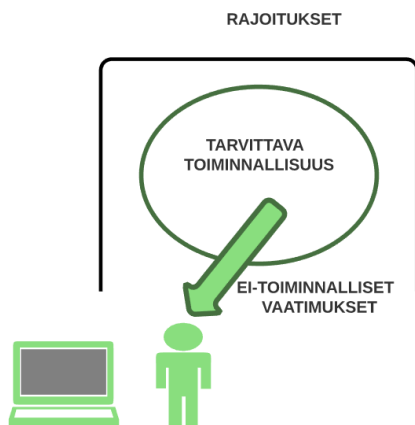 RAJOITUKSET
TARVITTAVA
TOIMINNALLISUUS
EI-TOIMINNALLISET
VAATIMUKSET